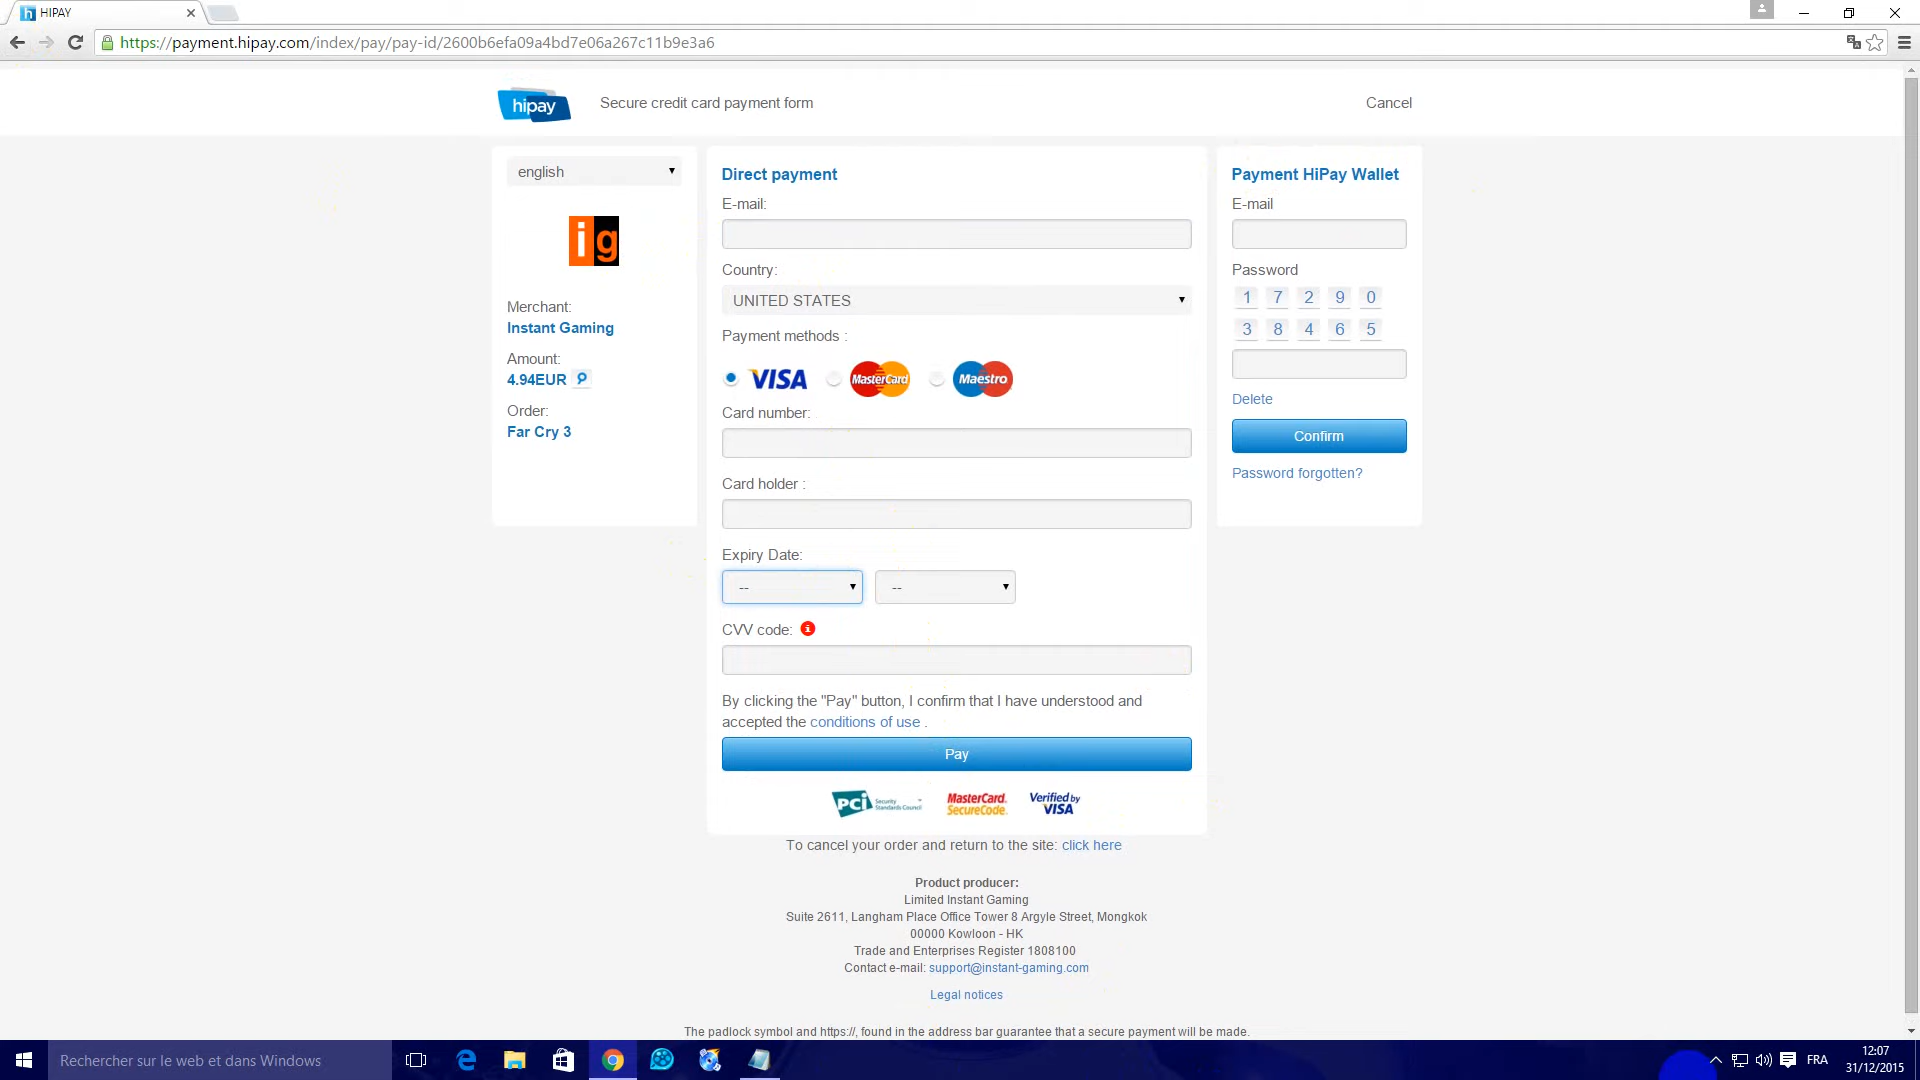 HIPAY
https://payment.hipay.com/index/pay/pay-id/2600b6efa09a4bd7e06a267c11b9e3a6
hipay
Secure credit card payment form
Cancel
english
ig
Merchant:
Instant Gaming
Amount:
4.94EUR
Order:
Far Cry 3
Direct payment
E-mail:
Country:
UNITED STATES
Payment methods :
VISA MasterCard Maestro
Card number:
Card holder :
Expiry Date:
-- --
CVV code:
By clicking the "Pay" button, I confirm that I have understood and
accepted the conditions of use .
Pay
PCI Security Standards Council
MasterCard SecureCode.
Verified by VISA
Payment HiPay Wallet
E-mail
Password
1 7 2 9 0
3 8 4 6 5
Delete
Confirm
Password forgotten?
To cancel your order and return to the site: click here
Product producer:
Limited Instant Gaming
Suite 2611, Langham Place Office Tower 8 Argyle Street, Mongkok
00000 Kowloon - HK
Trade and Enterprises Register 1808100
Contact e-mail: support@instant-gaming.com
Legal notices
The padlock symbol and https://, found in the address bar guarantee that a secure payment will be made.
Rechercher sur le web et dans Windows
FRA
12:07
31/12/2015